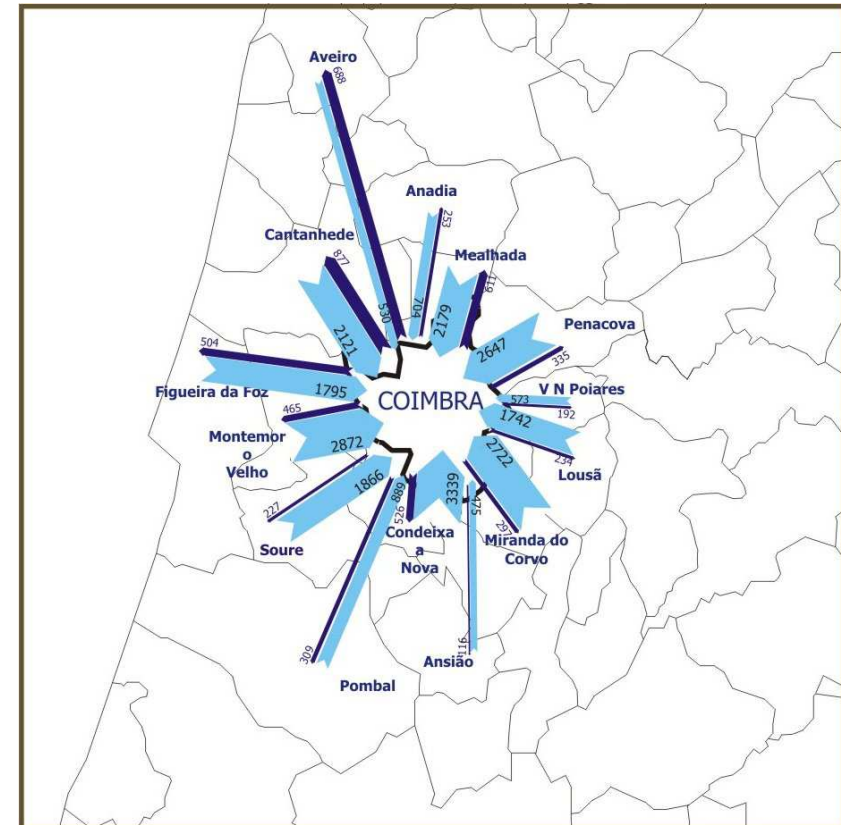 Aveiro
688
530
Anadia
253
704
Cantanhede
877
2121
Mealhada
611
2179
Penacova
2647
335
504
Figueira da Foz
1795
COIMBRA
V N Poiares
573
192
1742
234
Lousã
465
Montemor
o
Velho
2872
2722
297
Miranda do
Corvo
1866
227
Soure
889
309
Pombal
526
3339
Condeixa
a
Nova
475
116
Ansião